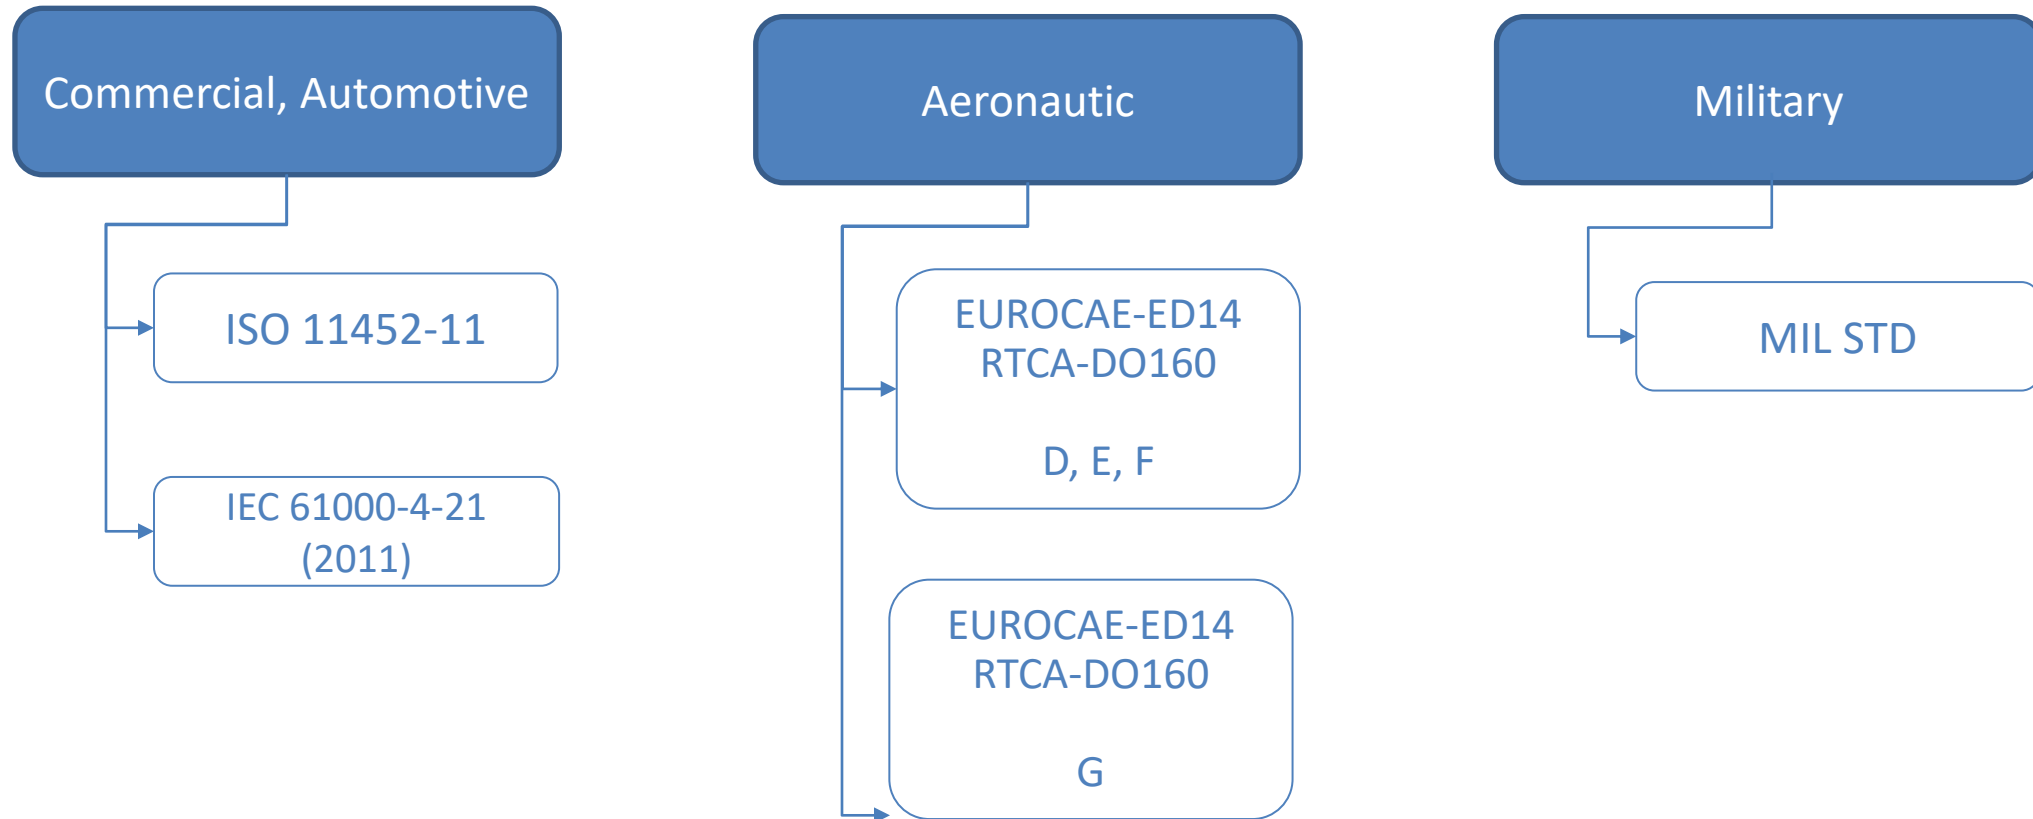 Commercial, Automotive
ISO 11452-11
IEC 61000-4-21
(2011)
Aeronautic
EUROCAE-ED14
RTCA-DO160
D, E, F
EUROCAE-ED14
RTCA-DO160
G
Military
MIL STD